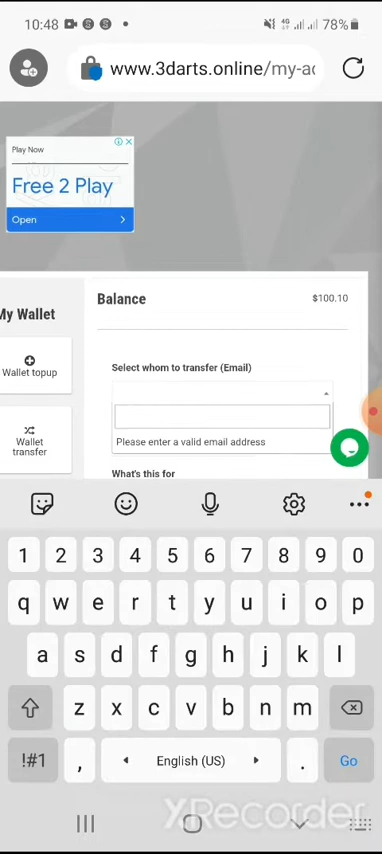 10:48
4G
78%
www.3darts.online/my-ac
Play Now
Free 2 Play
Open
My Wallet
Wallet topup
Wallet
transfer
Balance
$100.10
Select whom to transfer (Email)
Please enter a valid email address
What's this for
1 2 3 4 5 6 7 8 9 0
q w e r t y u i o p
a s d f g h j k l
z x c v b n m
!#1 , English (US) . Go
XRecorder